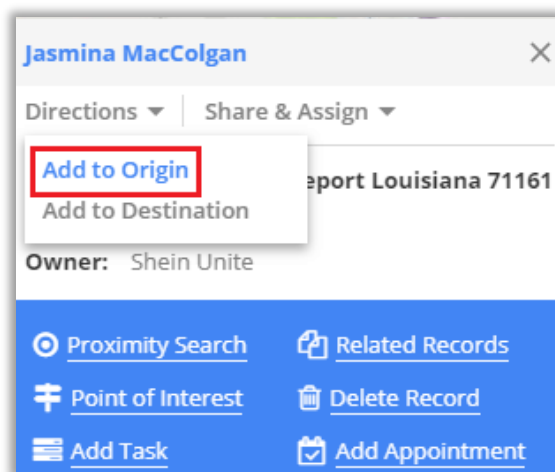 Jasmina MacColgan
Directions Share & Assign
Add to Origin
eport Louisiana 71161
Add to Destination
Owner: Shein Unite
Proximity Search Related Records
Point of Interest Delete Record
Add Task Add Appointment